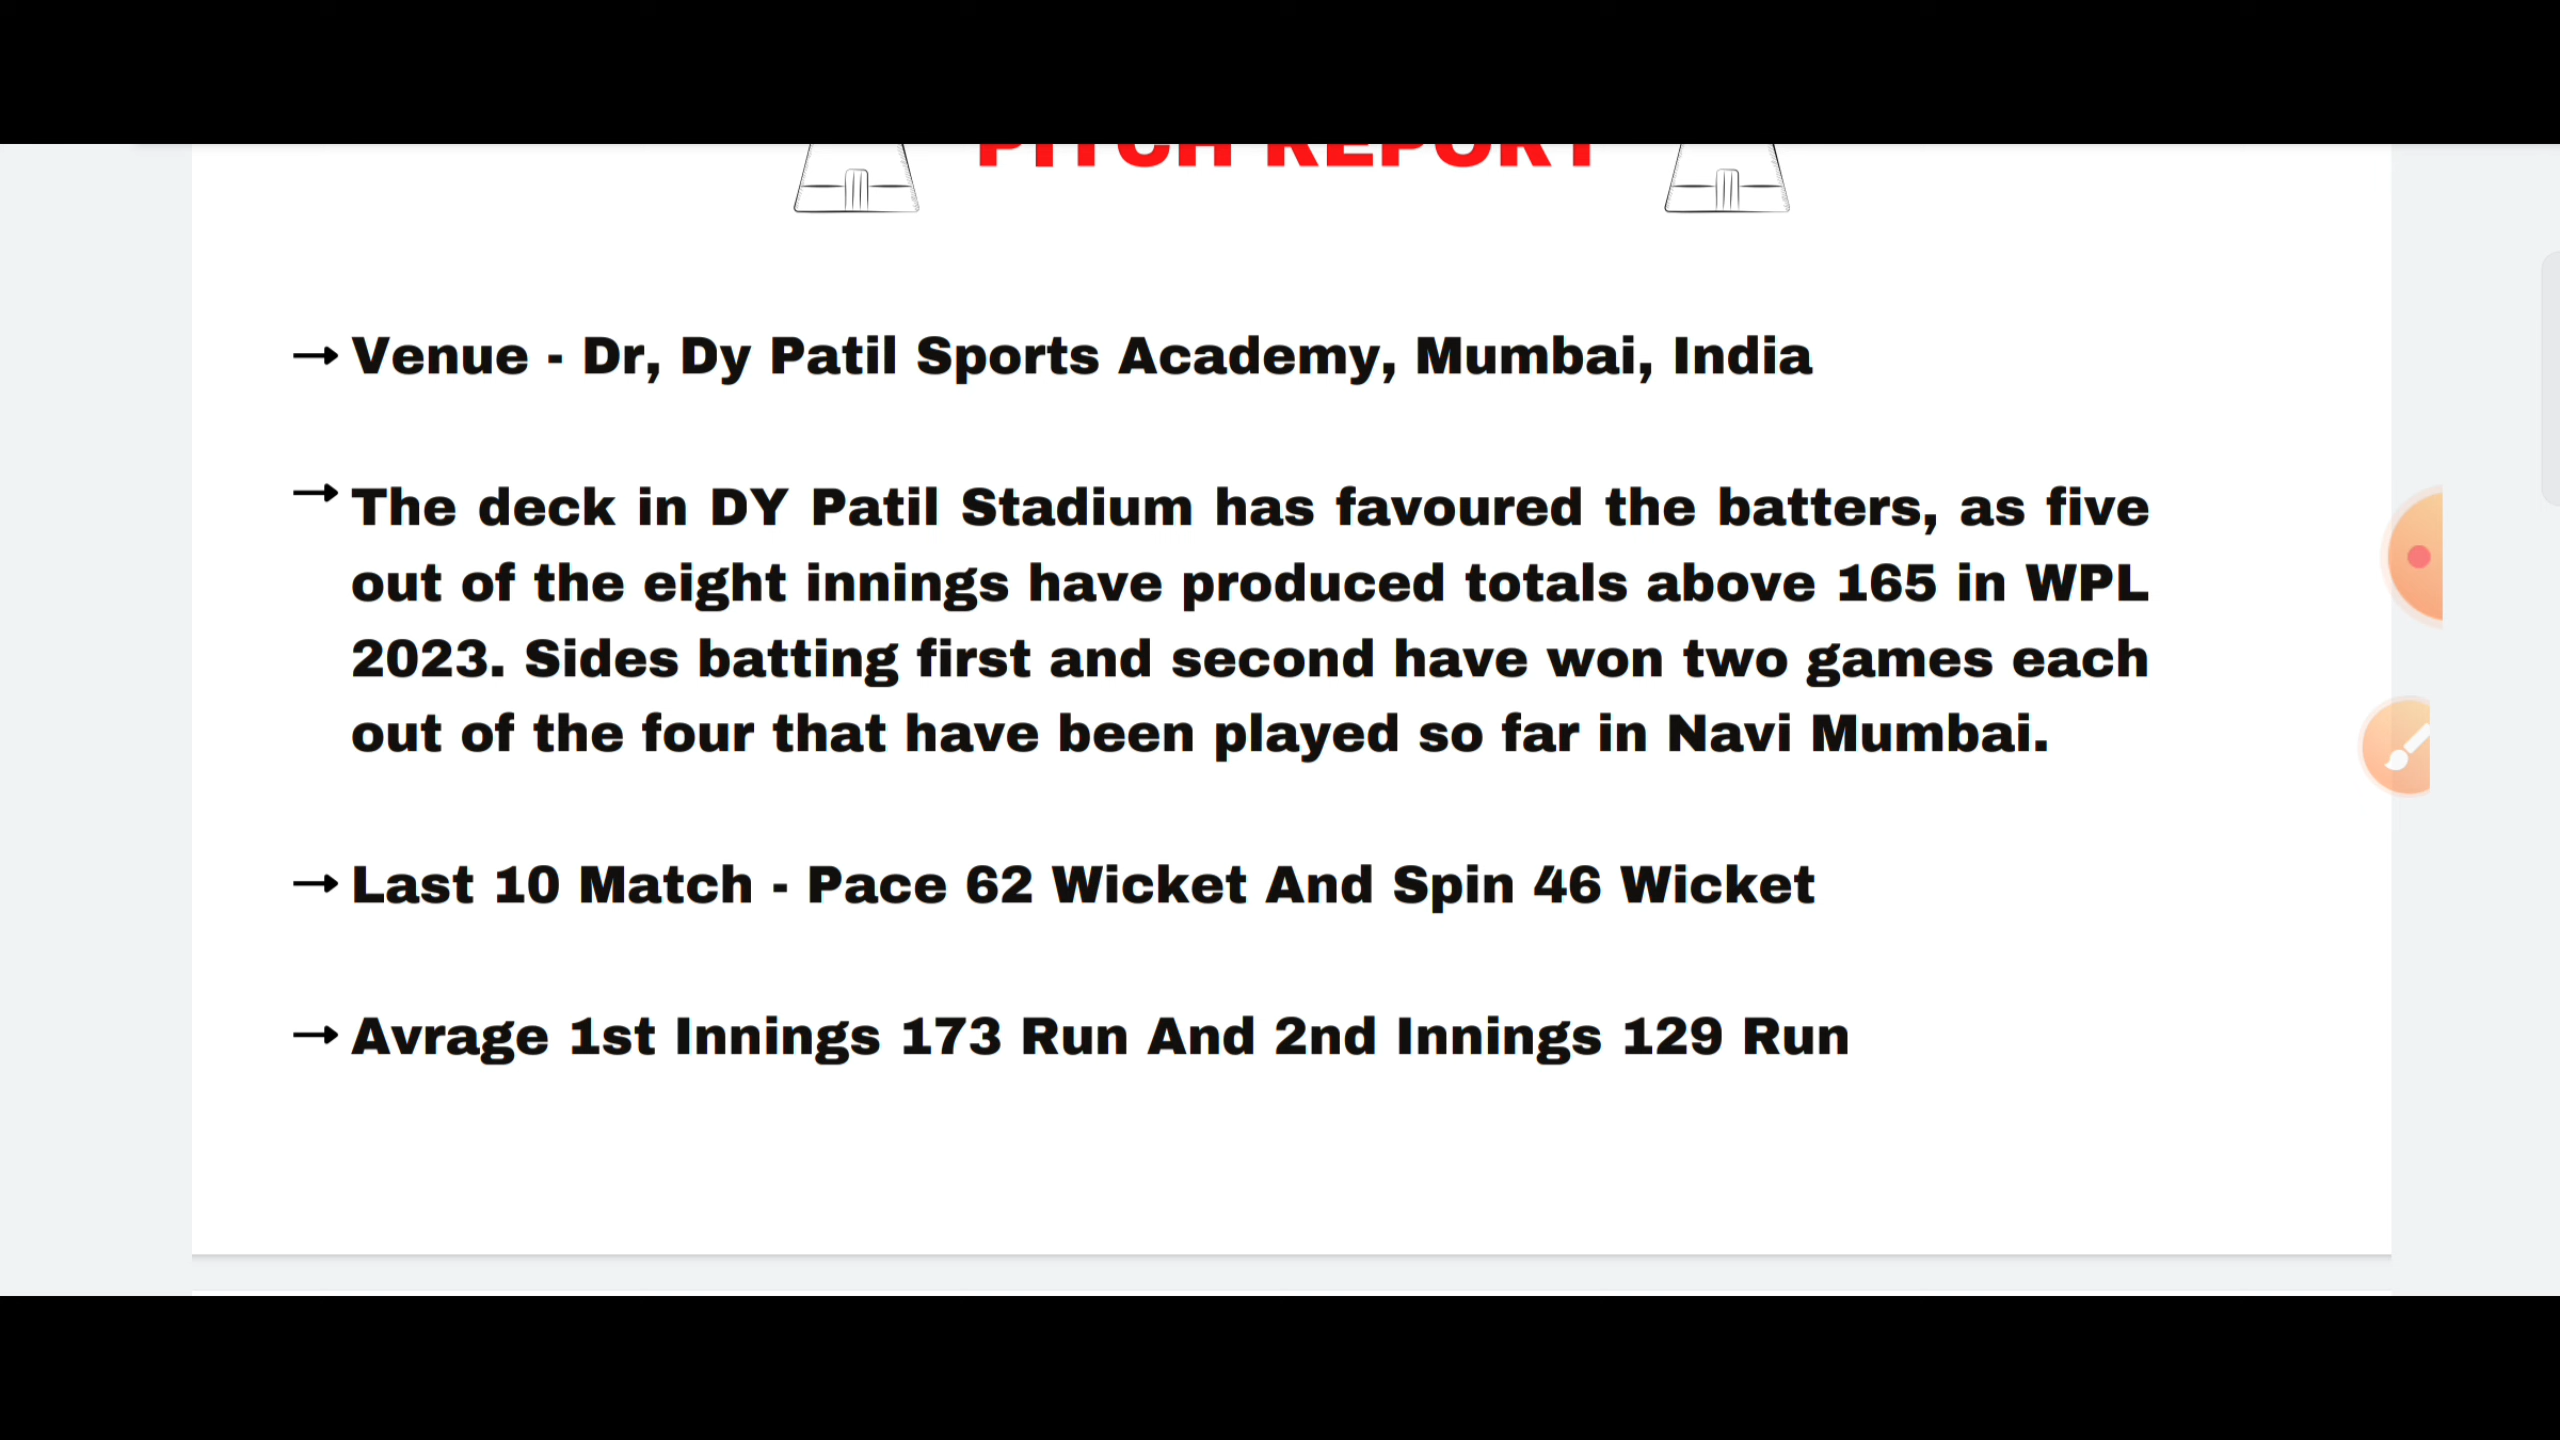 PITCH REPORT
→ Venue - Dr, Dy Patil Sports Academy, Mumbai, India
→ The deck in DY Patil Stadium has favoured the batters, as five
out of the eight innings have produced totals above 165 in WPL
2023. Sides batting first and second have won two games each
out of the four that have been played so far in Navi Mumbai.
→ Last 10 Match - Pace 62 Wicket And Spin 46 Wicket
→ Avrage 1st Innings 173 Run And 2nd Innings 129 Run